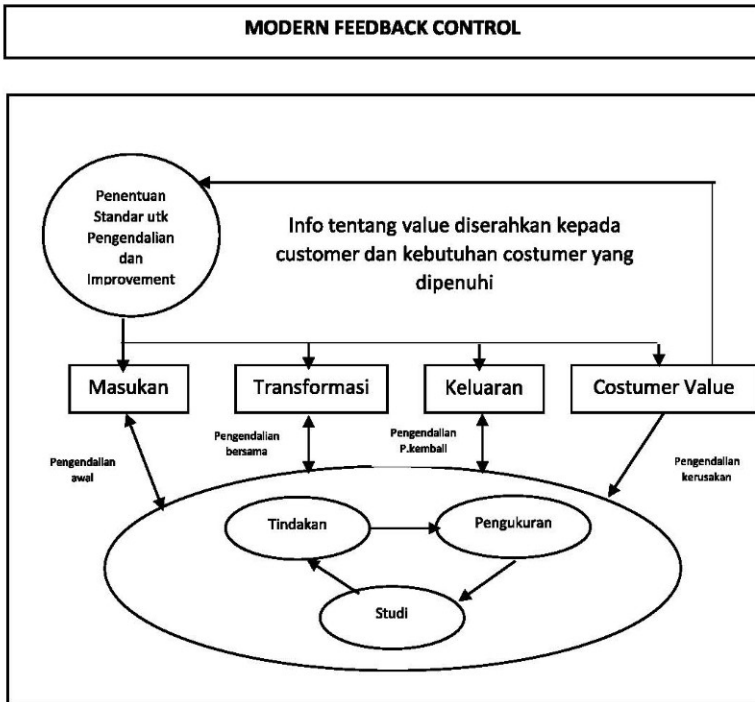 MODERN FEEDBACK CONTROL
Penentuan
Standar utk
Pengendalian
dan
Improvement
Info tentang value diserahkan kepada
customer dan kebutuhan costumer yang
dipenuhi
Masukan
Transformasi
Keluaran
Costumer Value
Pengendalian
awal
Pengendalian
bersama
Pengendalian
P.kembali
Pengendalian
kerusakan
Tindakan
Pengukuran
Studi